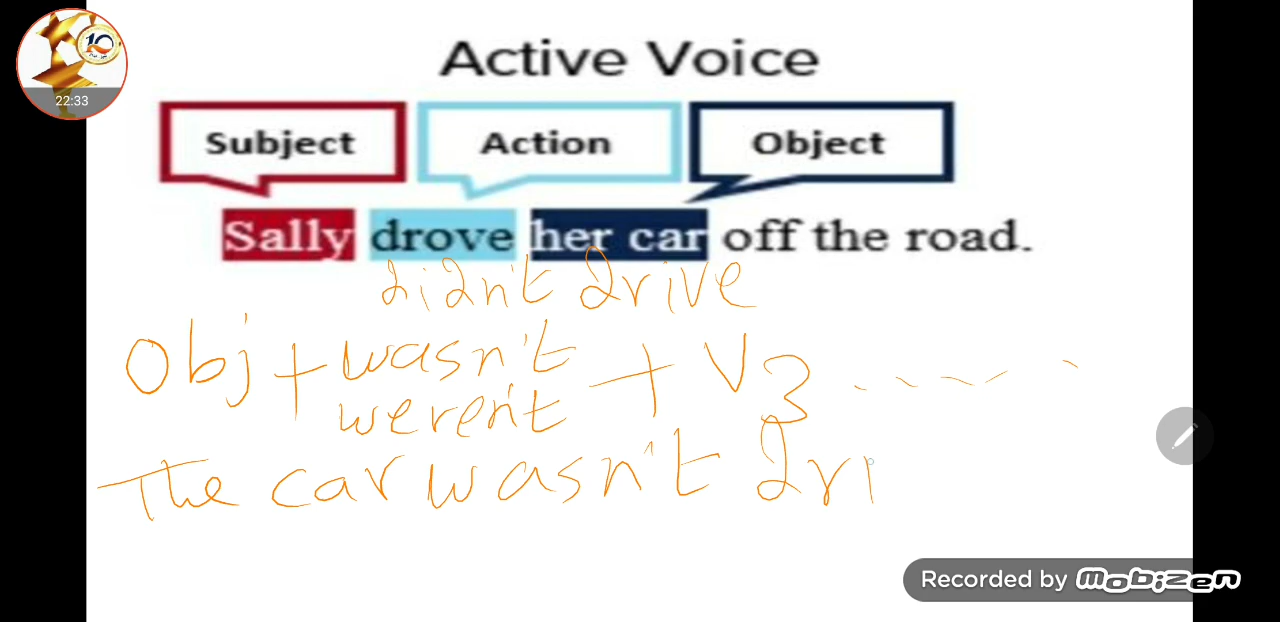 10
22:33
Active Voice
Subject Action Object
Sally drove her car off the road.
didn't drive
Obj + wasn't + V3 .....
weren't
The car wasn't dri
Recorded by Mobizen